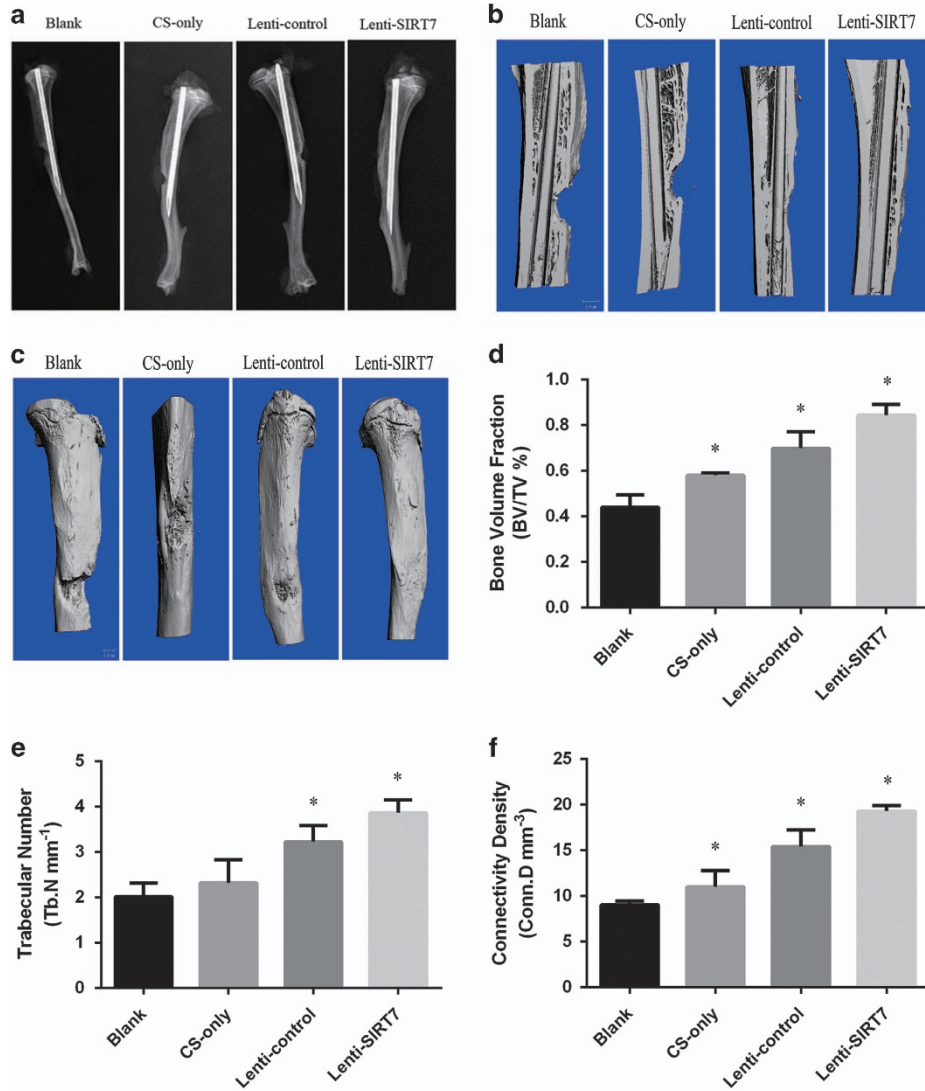 a
Blank
CS-only
Lenti-control
Lenti-SIRT7
b
Blank
CS-only
Lenti-control
Lenti-SIRT7
c
Blank
CS-only
Lenti-control
Lenti-SIRT7
d
Bone Volume Fraction
(BV/TV %)
1.0
0.8
0.6
0.4
0.2
0.0
*
*
*
Blank
CS-only
Lenti-control
Lenti-SIRT7
e
Trabecular Number
(Tb.N mm⁻¹)
5
4
3
2
1
0
*
*
Blank
CS-only
Lenti-control
Lenti-SIRT7
f
Connectivity Density
(Conn.D mm⁻³)
25
20
15
10
5
0
*
*
*
Blank
CS-only
Lenti-control
Lenti-SIRT7